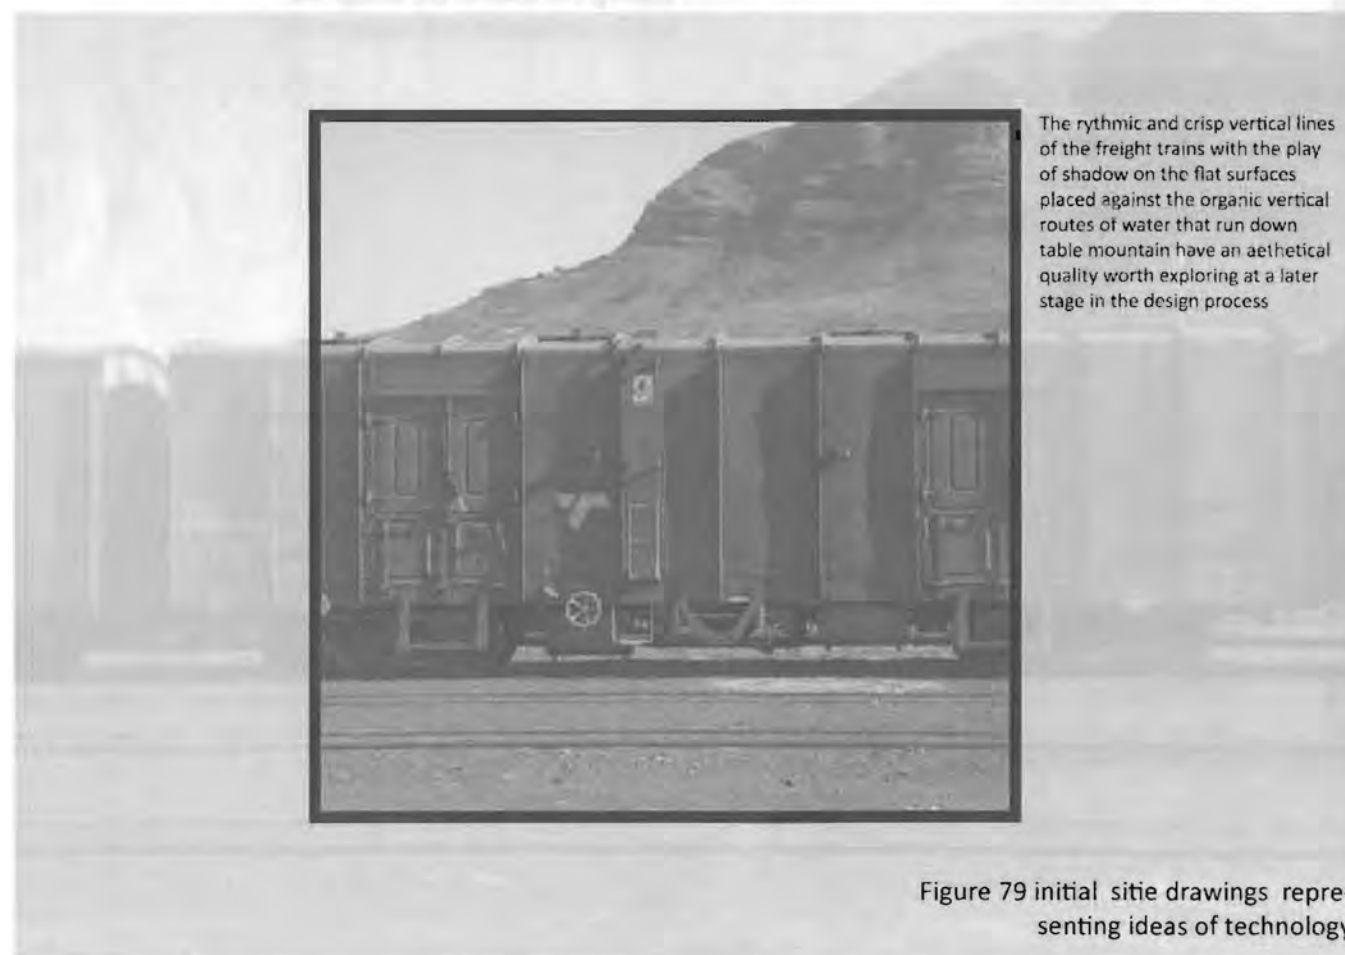 The rythmic and crisp vertical lines
of the freight trains with the play
of shadow on the flat surfaces
placed against the organic vertical
routes of water that run down
table mountain have an aethetical
quality worth exploring at a later
stage in the design process
9
Figure 79 initial sitie drawings repre-
senting ideas of technology